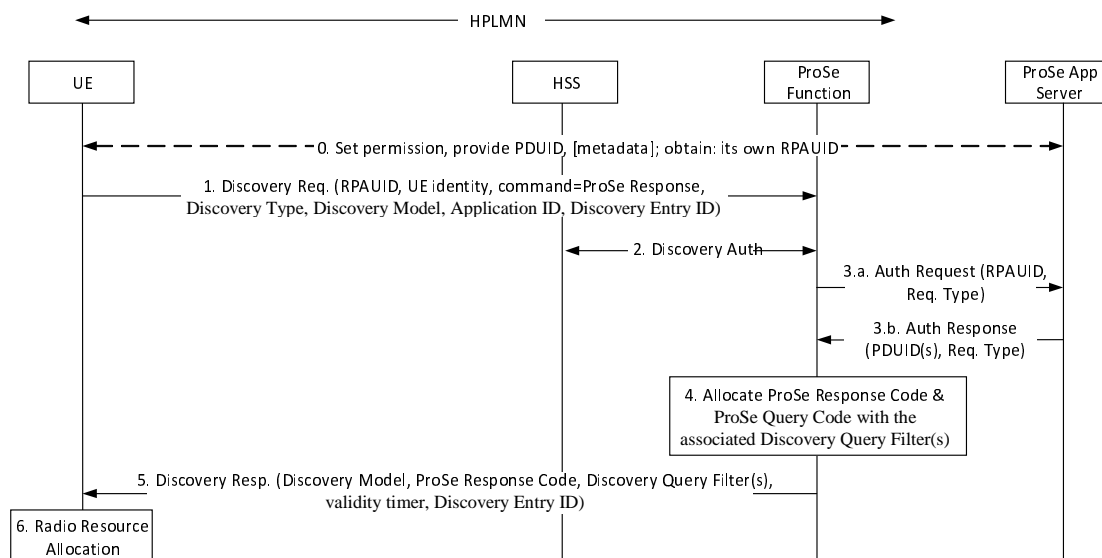 HPLMN
UE
HSS
ProSe
Function
ProSe App
Server
0. Set permission, provide PDUID, [metadata]; obtain: its own RPAUID
1. Discovery Req. (RPAUID, UE identity, command=ProSe Response,
Discovery Type, Discovery Model, Application ID, Discovery Entry ID)
2. Discovery Auth
3.a. Auth Request (RPAUID,
Req. Type)
3.b. Auth Response
(PDUID(s), Req. Type)
4. Allocate ProSe Response Code &
ProSe Query Code with the
associated Discovery Query Filter(s)
5. Discovery Resp. (Discovery Model, ProSe Response Code, Discovery Query Filter(s),
validity timer, Discovery Entry ID)
6. Radio Resource
Allocation